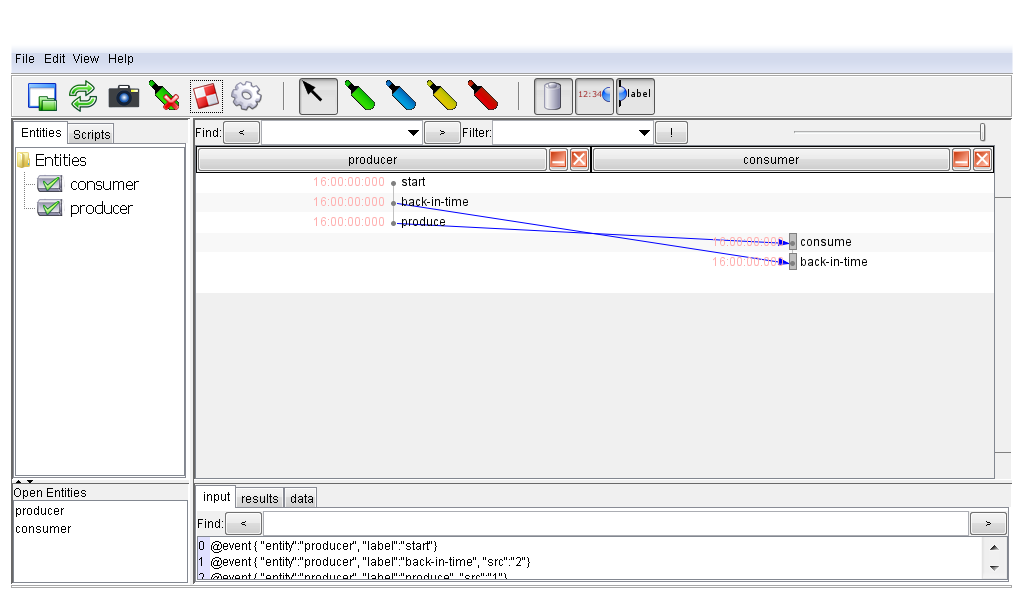 File Edit View Help
12:34 label
Entities Scripts
Find: < > Filter: !
Entities
consumer
producer
producer consumer
16:00:00:000 start
16:00:00:000 back-in-time
16:00:00:000 produce
16:00:00:000 consume
16:00:00:000 back-in-time
Open Entities
producer
consumer
input results data
Find: < >
0 @event { "entity":"producer", "label":"start"}
1 @event { "entity":"producer", "label":"back-in-time", "src":"2"}
2 @event { "entity":"producer", "label":"produce", "src":"1"}